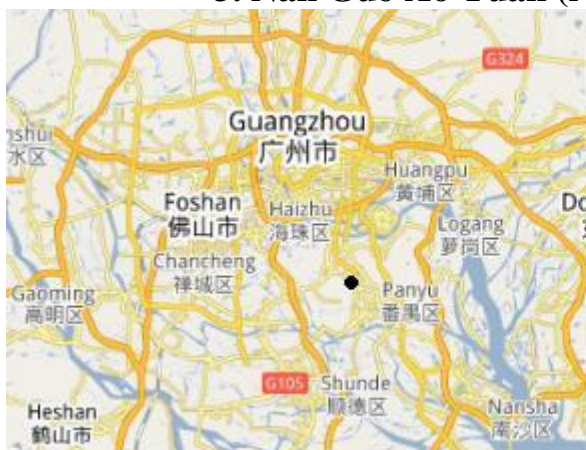 G324
Guangzhou
广州市
水区
Huangpu
黄埔区
Foshan
佛山市
Haizhu
海珠区
Logang
萝岗区
Chancheng
禅城区
Gaoming
高明区
Panyu
番禺区
G105
Shunde
顺德区
Heshan
鹤山市
Nansha
南沙区